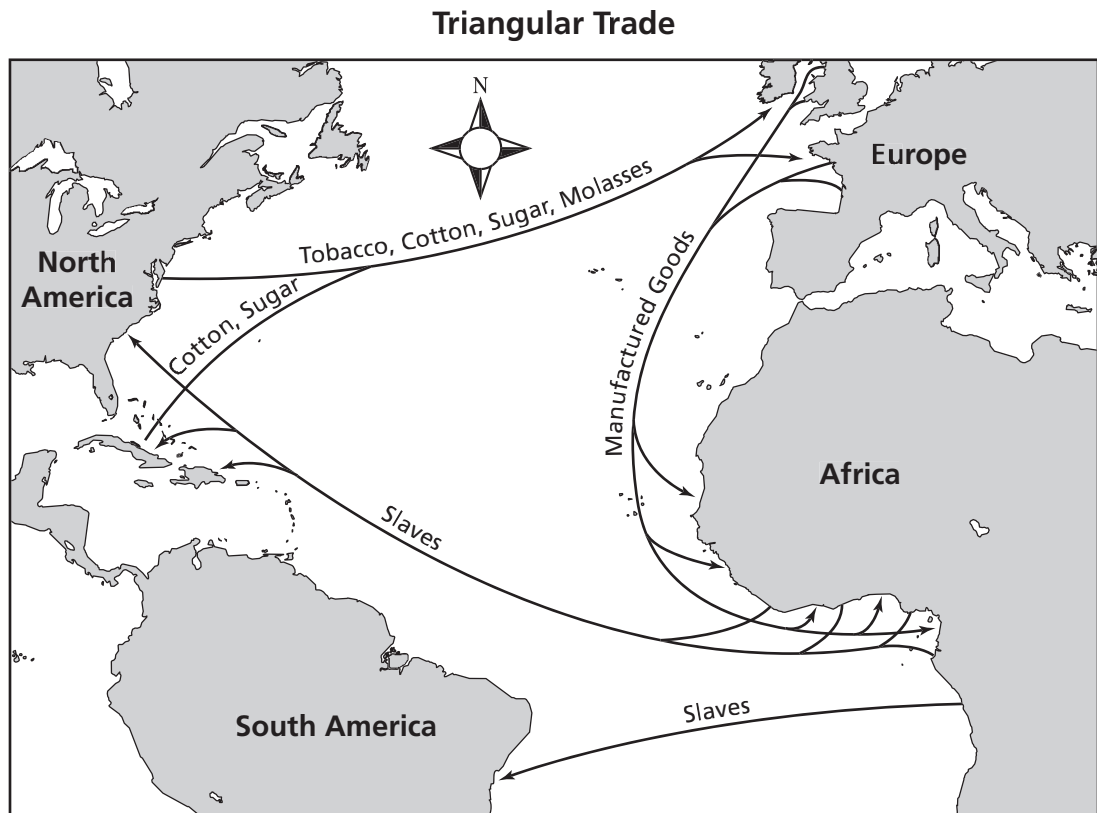 Triangular Trade
N
Europe
Tobacco, Cotton, Sugar, Molasses
North
America
Cotton, Sugar
Manufactured Goods
Africa
Slaves
Slaves
South America